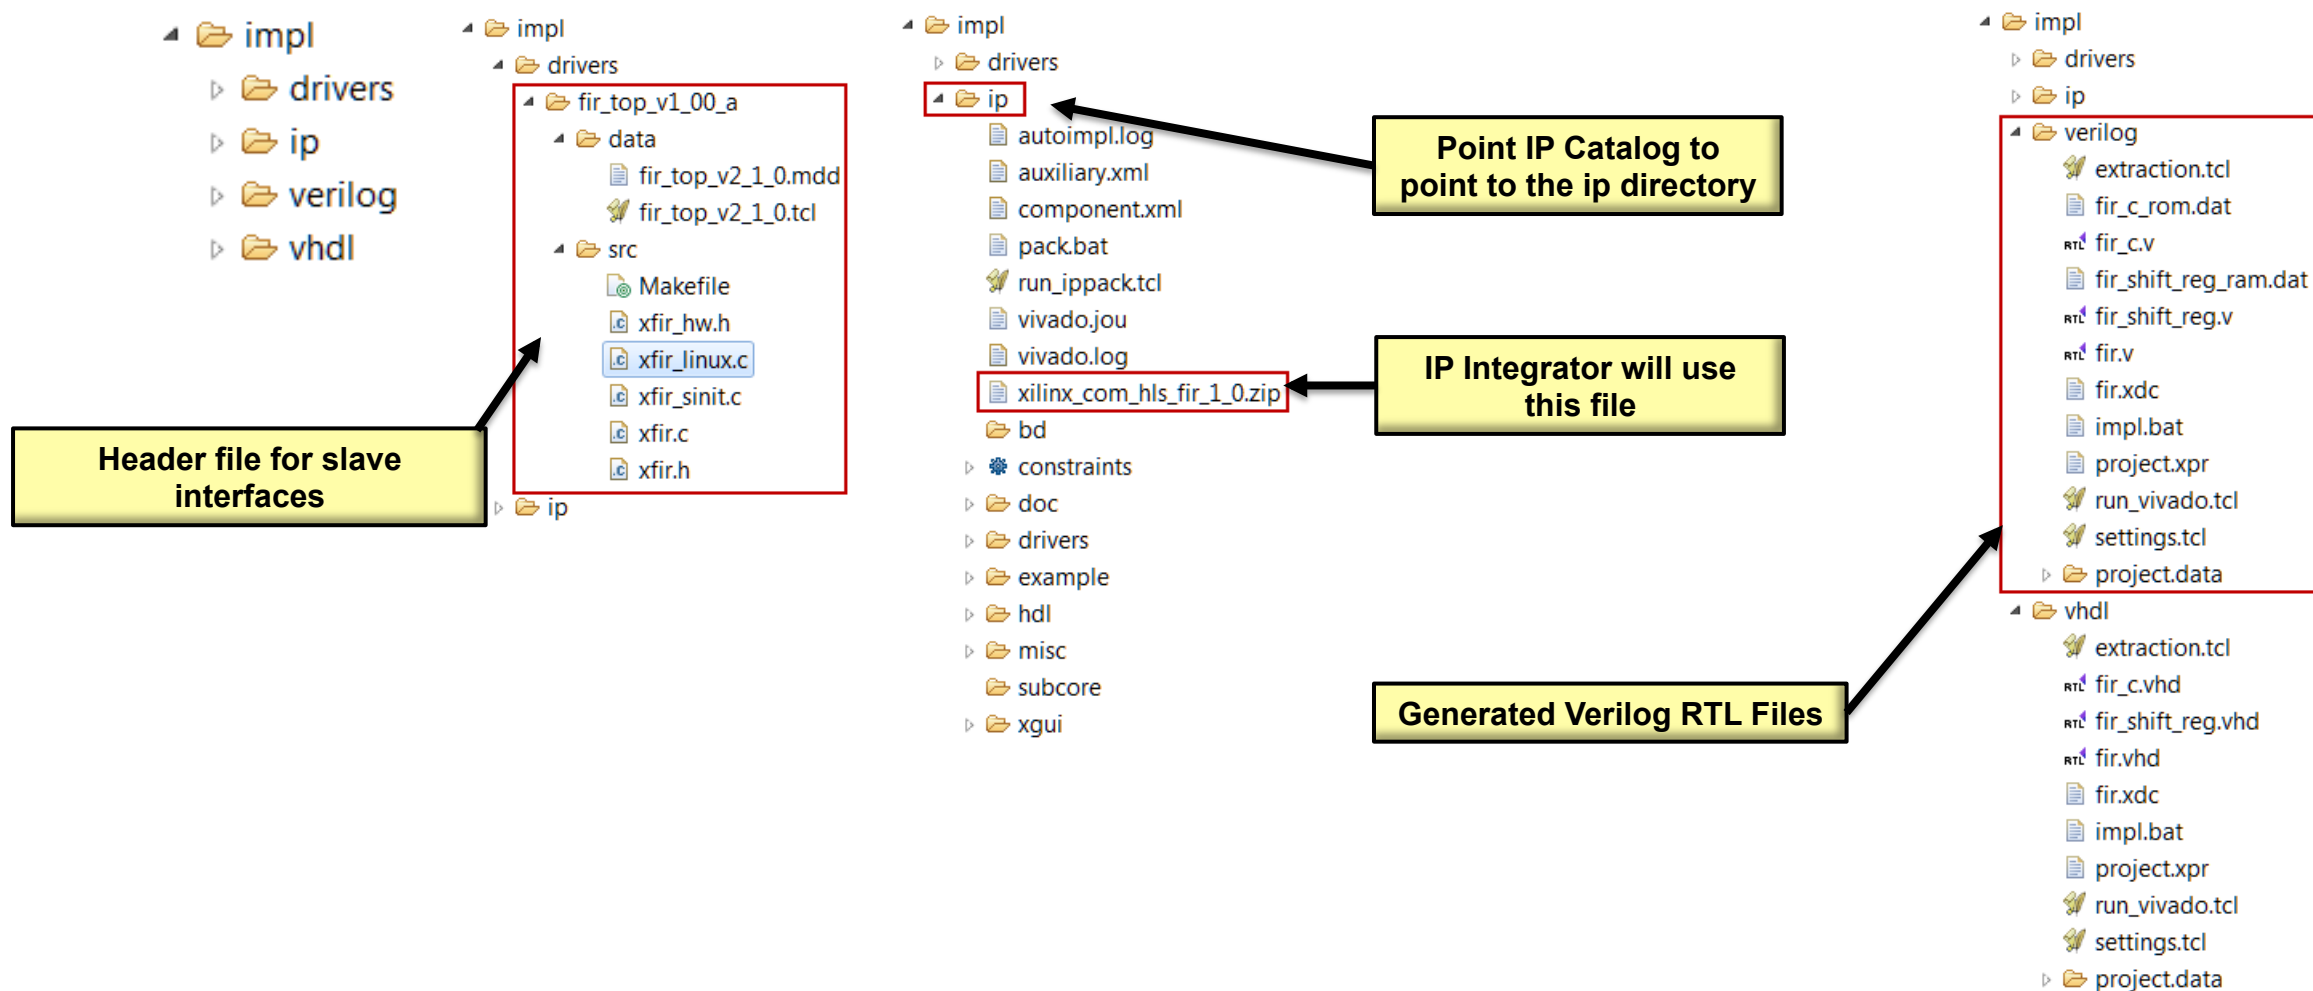 impl
drivers
ip
verilog
vhdl
impl
drivers
fir_top_v1_00_a
data
fir_top_v2_1_0.mdd
fir_top_v2_1_0.tcl
src
Makefile
xfir_hw.h
xfir_linux.c
xfir_sinit.c
xfir.c
xfir.h
ip
Header file for slave
interfaces
impl
drivers
ip
autoimpl.log
auxiliary.xml
component.xml
pack.bat
run_ippack.tcl
vivado.jou
vivado.log
xilinx_com_hls_fir_1_0.zip
bd
constraints
doc
drivers
example
hdl
misc
subcore
xgui
Point IP Catalog to
point to the ip directory
IP Integrator will use
this file
Generated Verilog RTL Files
impl
drivers
ip
verilog
extraction.tcl
fir_c_rom.dat
RTL fir_c.v
fir_shift_reg_ram.dat
RTL fir_shift_reg.v
RTL fir.v
fir.xdc
impl.bat
project.xpr
run_vivado.tcl
settings.tcl
project.data
vhdl
extraction.tcl
RTL fir_c.vhd
RTL fir_shift_reg.vhd
RTL fir.vhd
fir.xdc
impl.bat
project.xpr
run_vivado.tcl
settings.tcl
project.data